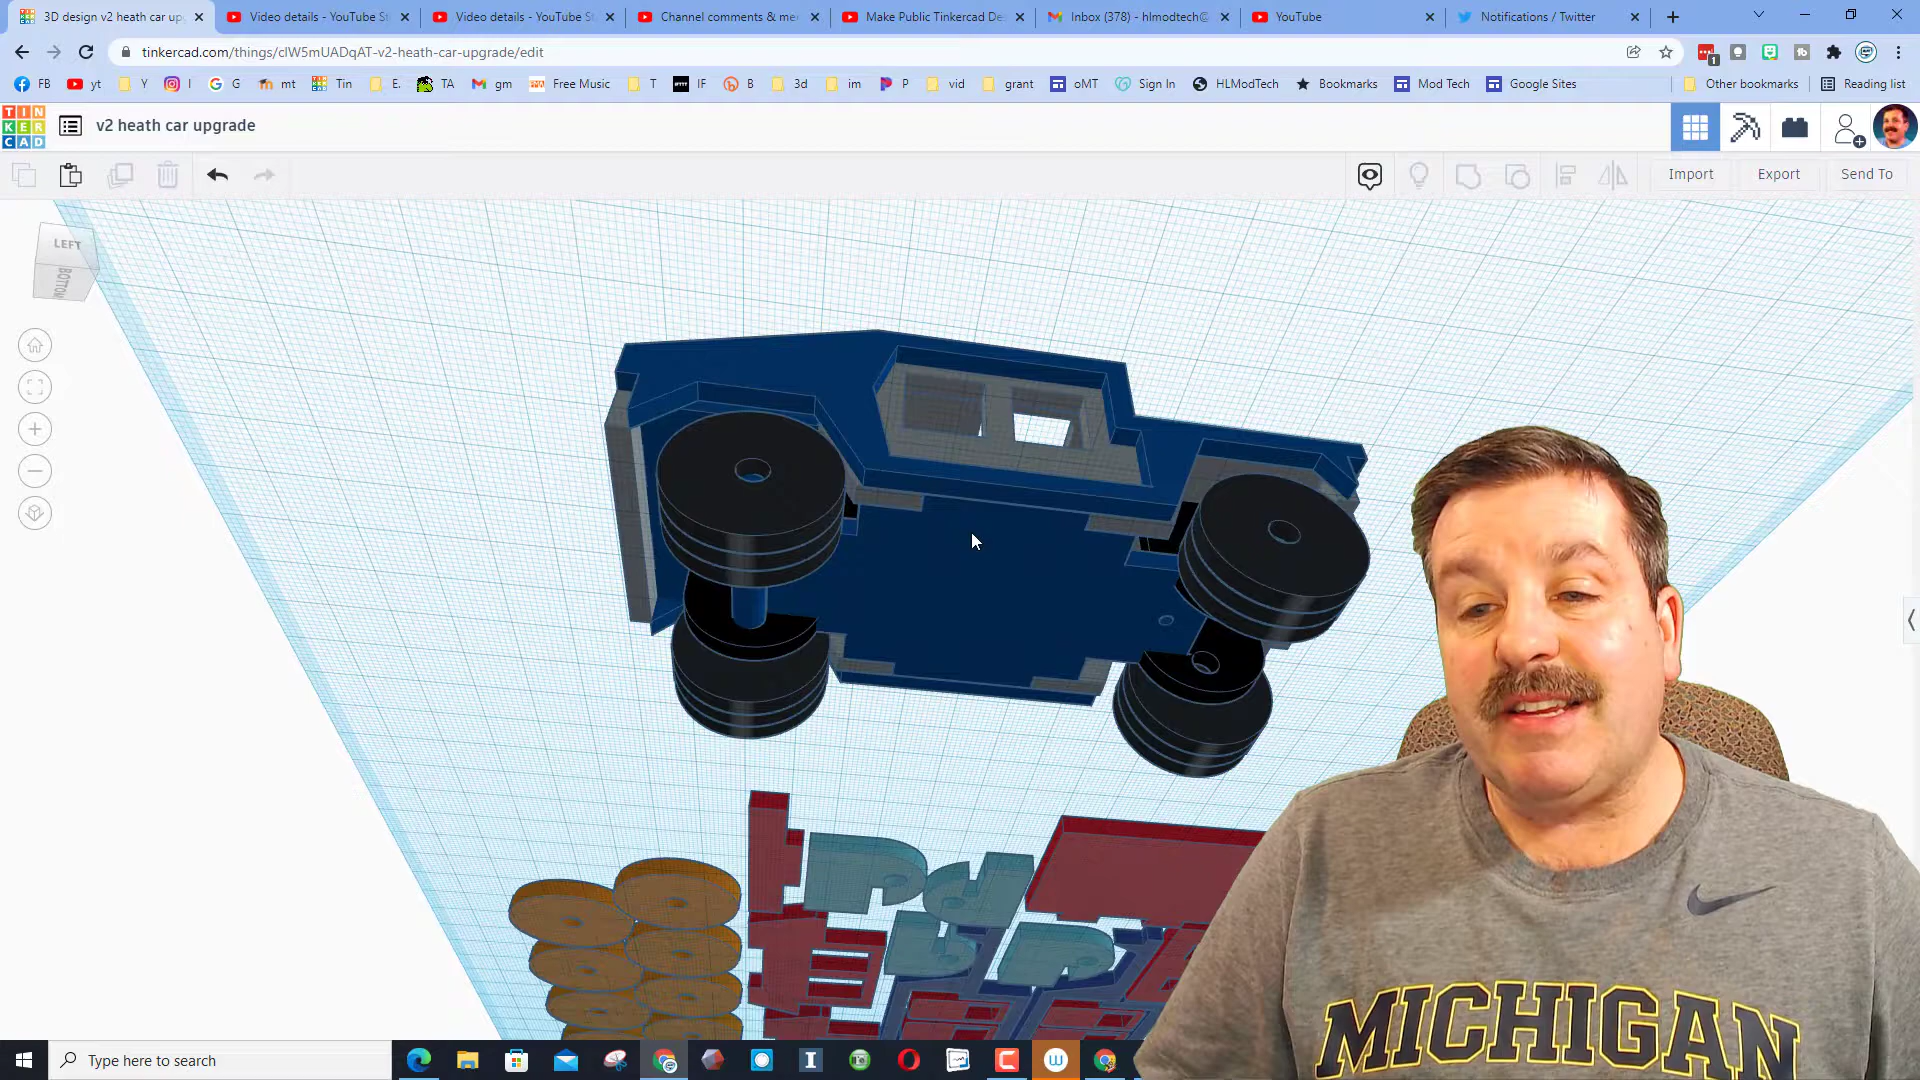 3D design v2 heath car up
Video details - YouTube St
Video details - YouTube St
Channel comments & me
Make Public Tinkercad De
Inbox (378) - hlmodtech@
YouTube
Notifications / Twitter
tinkercad.com/things/clW5mUADqAT-v2-heath-car-upgrade/edit
1
FB
yt
Y
I
G
mt
Tin
E.
TA
gm
Free Music
T
IF
B
3d
im
P
vid
grant
oMT
Sign In
HLModTech
Bookmarks
Mod Tech
Google Sites
Other bookmarks
Reading list
TIN
KER
CAD
v2 heath car upgrade
Import
Export
Send To
LEFT
BOTTOM
MICHIGAN
Type here to search